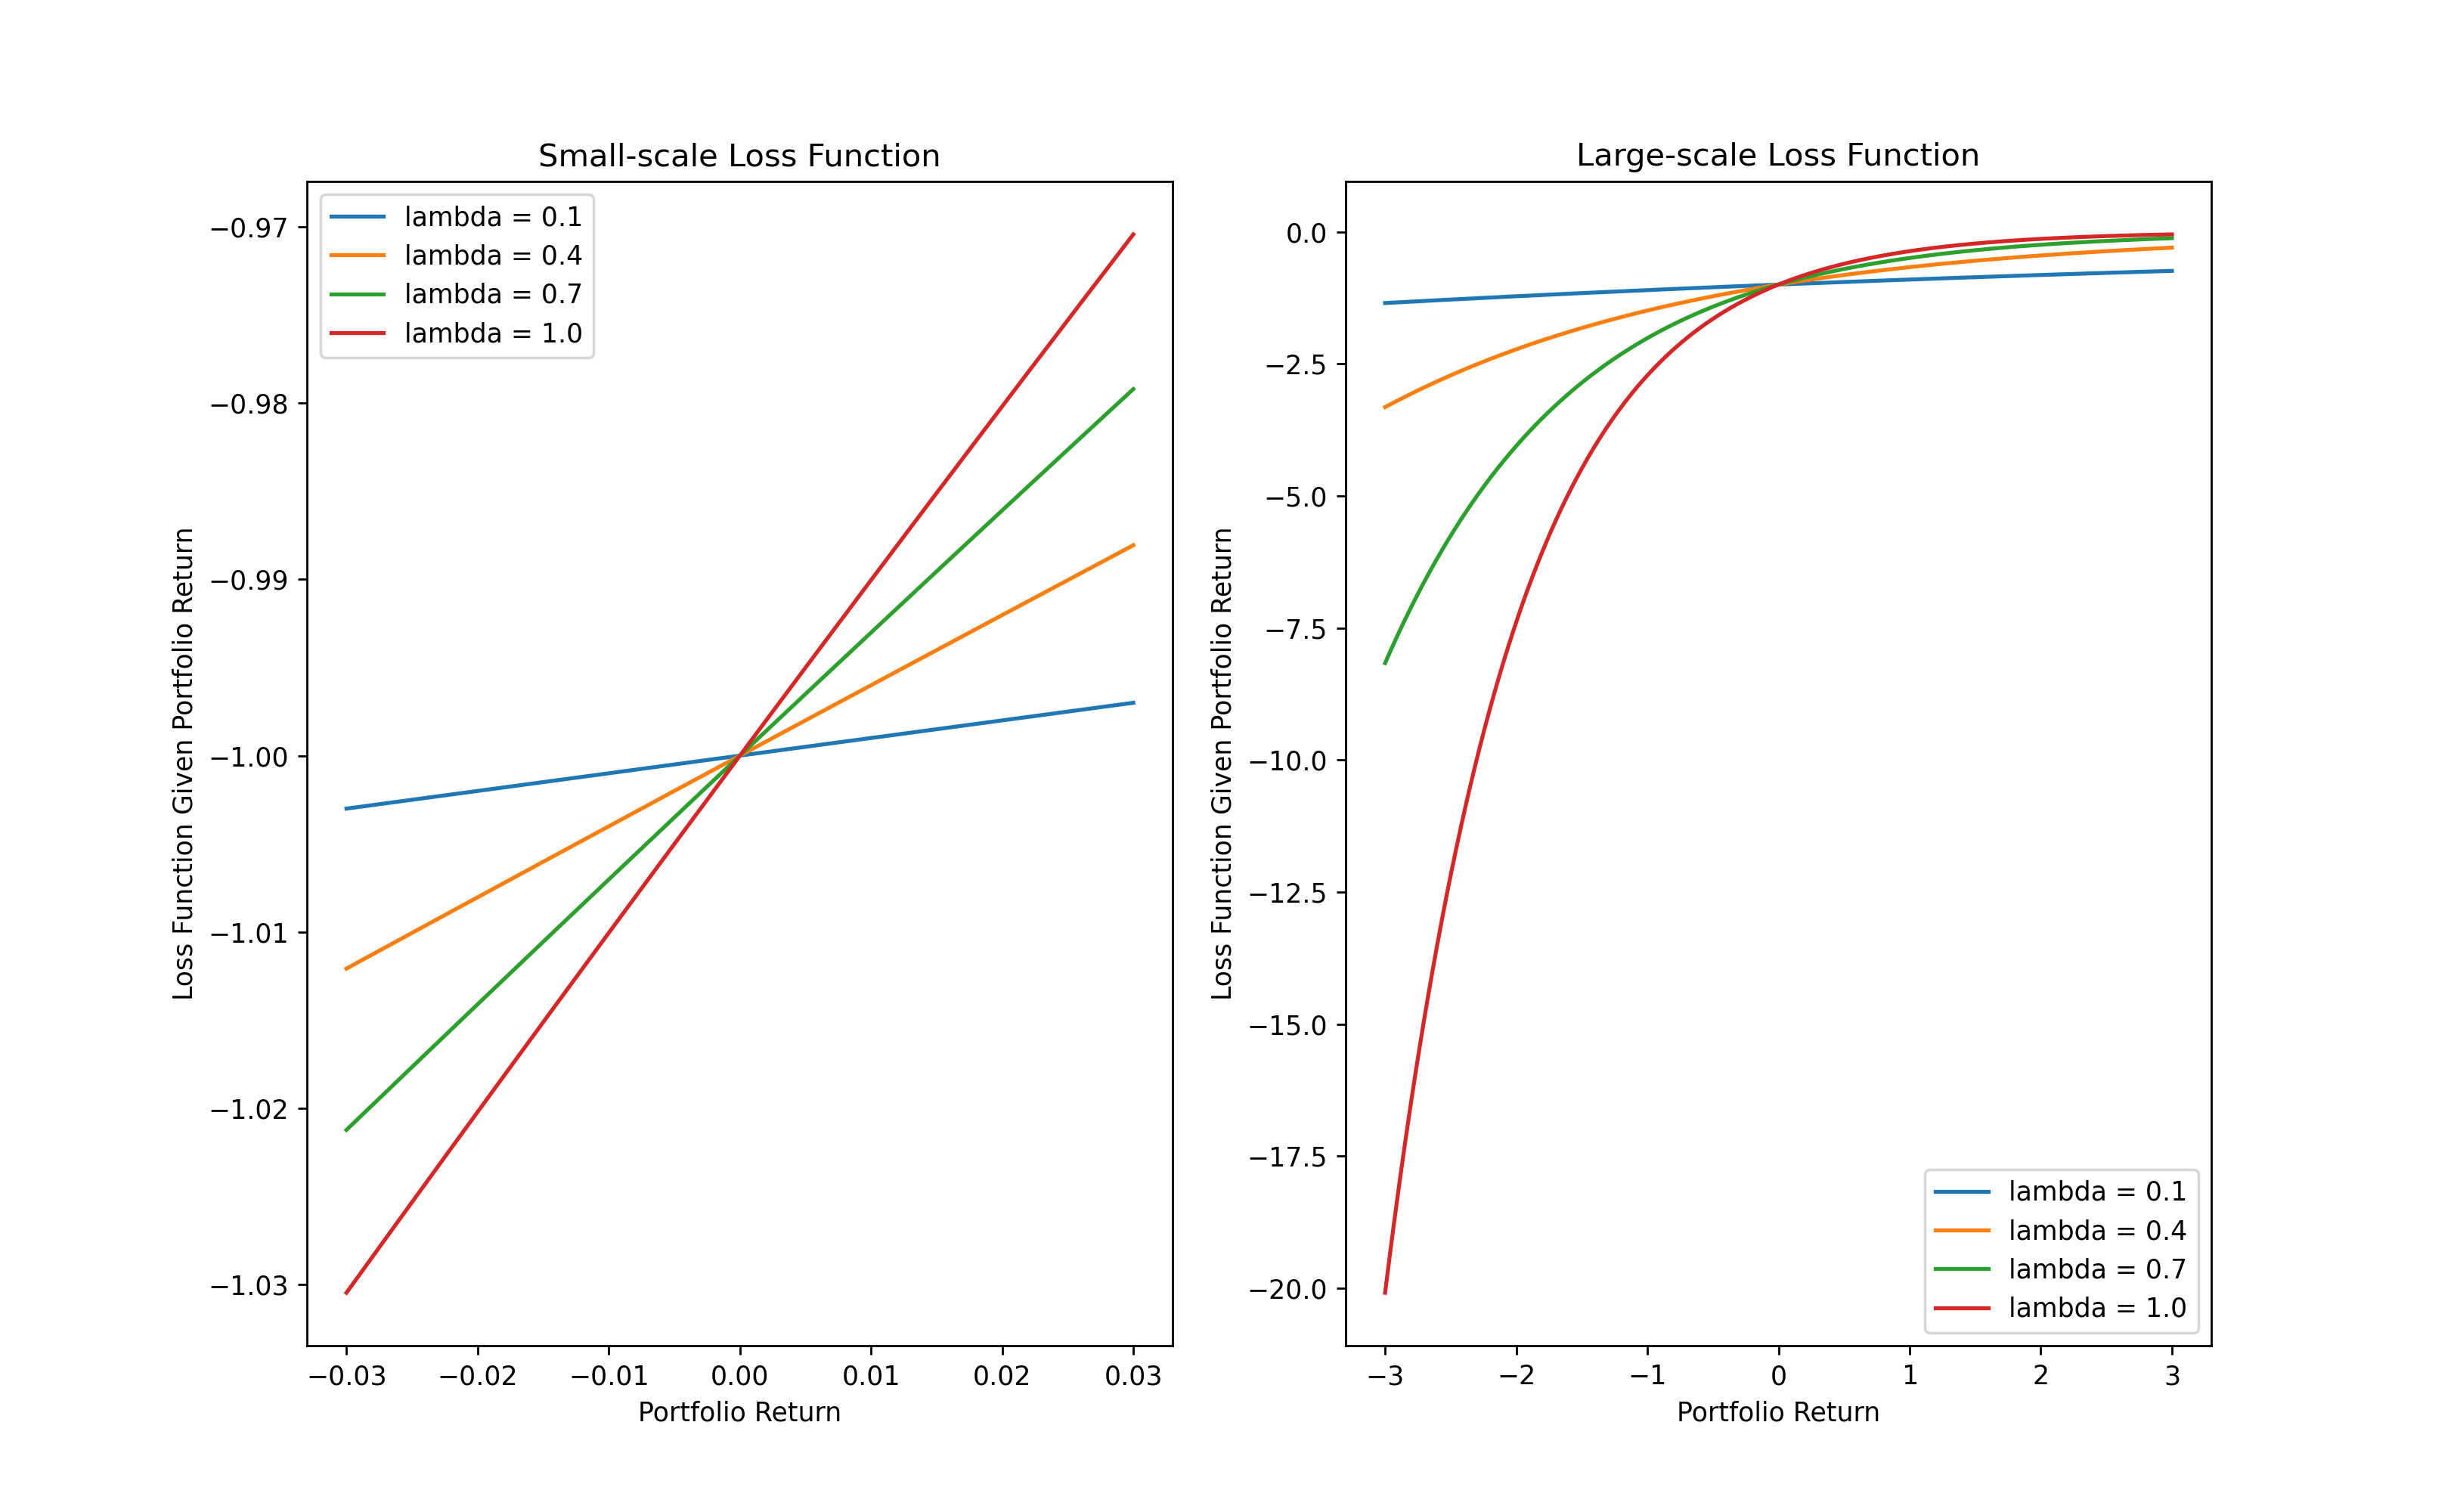 Small-scale Loss Function
lambda = 0.1
lambda = 0.4
lambda = 0.7
lambda = 1.0
−0.97
−0.98
−0.99
−1.00
−1.01
−1.02
−1.03
Loss Function Given Portfolio Return
−0.03 −0.02 −0.01 0.00 0.01 0.02 0.03
Portfolio Return
Large-scale Loss Function
0.0
−2.5
−5.0
−7.5
−10.0
−12.5
−15.0
−17.5
−20.0
Loss Function Given Portfolio Return
lambda = 0.1
lambda = 0.4
lambda = 0.7
lambda = 1.0
−3 −2 −1 0 1 2 3
Portfolio Return